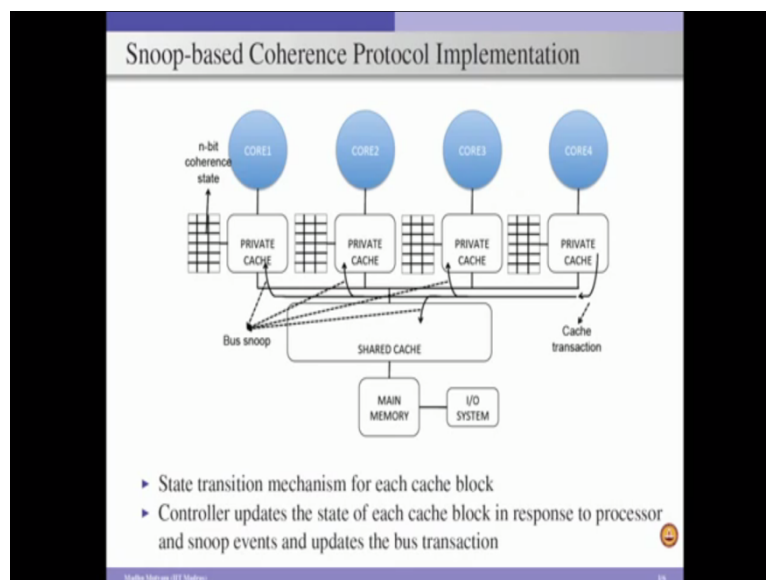 Snoop-based Coherence Protocol Implementation
n-bit
coherence
state
CORE1
CORE2
CORE3
CORE4
PRIVATE
CACHE
PRIVATE
CACHE
PRIVATE
CACHE
PRIVATE
CACHE
Bus snoop
Cache
transaction
SHARED CACHE
MAIN
MEMORY
I/O
SYSTEM
State transition mechanism for each cache block
Controller updates the state of each cache block in response to processor
and snoop events and updates the bus transaction